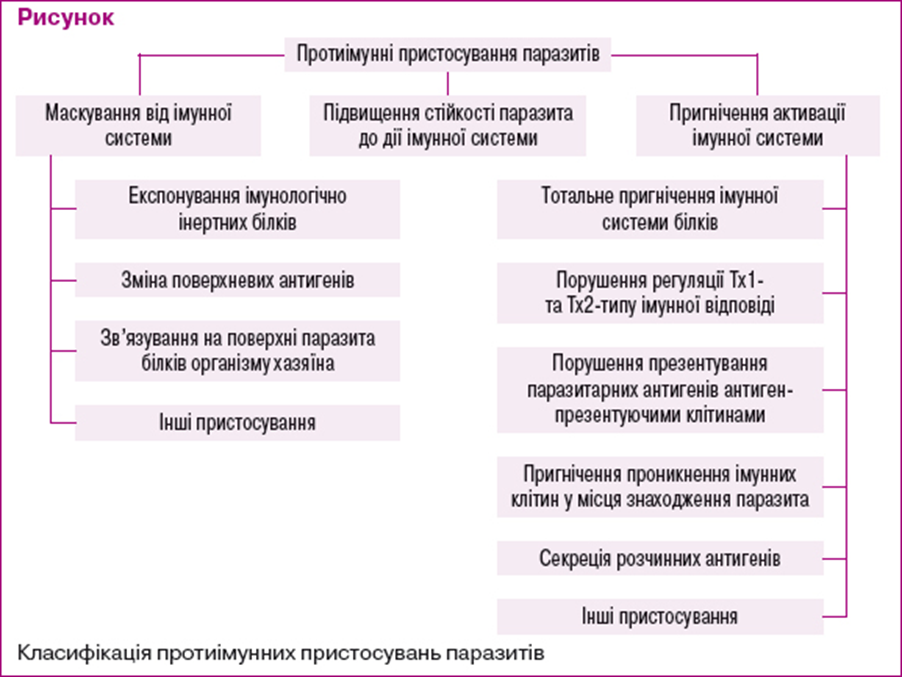 Рисунок
Протиімунні пристосування паразитів
Маскування від імунної
системи
Підвищення стійкості паразита
до дії імунної системи
Пригнічення активації
імунної системи
Експонування імунологічно
інертних білків
Зміна поверхневих антигенів
Зв’язування на поверхні паразита
білків організму хазяїна
Інші пристосування
Тотальне пригнічення імунної
системи білків
Порушення регуляції Тх1-
та Тх2-типу імунної відповіді
Порушення презентування
паразитарних антигенів антиген-
презентуючими клітинами
Пригнічення проникнення імунних
клітин у місця знаходження паразита
Секреція розчинних антигенів
Інші пристосування
Класифікація протиімунних пристосувань паразитів